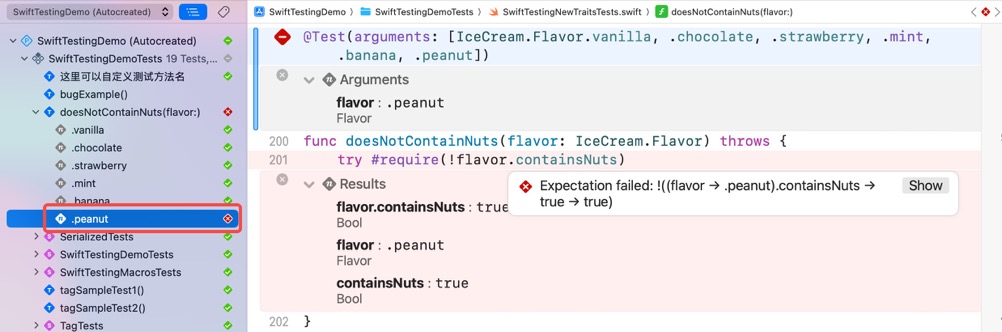 SwiftTestingDemo (Autocreated)
SwiftTestingDemo (Autocreated)
SwiftTestingDemoTests 19 Tests,...
这里可以自定义测试方法名
bugExample()
doesNotContainNuts(flavor:)
.vanilla
.chocolate
.strawberry
.mint
.banana
.peanut
SerializedTests
SwiftTestingDemoTests
SwiftTestingMacrosTests
tagSampleTest1()
tagSampleTest2()
TagTests
SwiftTestingDemo SwiftTestingDemoTests SwiftTestingNewTraitsTests.swift doesNotContainNuts(flavor:)
@Test(arguments: [IceCream.Flavor.vanilla, .chocolate, .strawberry, .mint,
.banana, .peanut])
Arguments
flavor : .peanut
Flavor
200 func doesNotContainNuts(flavor: IceCream.Flavor) throws {
201 try #require(!flavor.containsNuts)
Results
flavor.containsNuts : true
Bool
flavor : .peanut
Flavor
containsNuts : true
Bool
202 }
Expectation failed: !((flavor → .peanut).containsNuts →
true → true)
Show